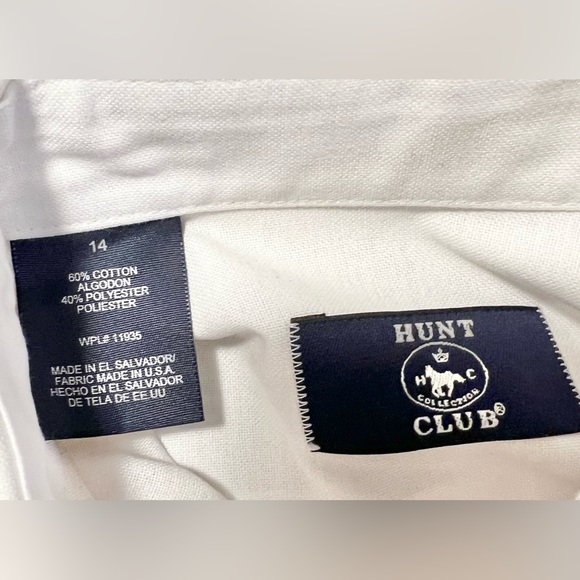 14
60% COTTON
ALGODON
40% POLYESTER
POLIESTER
WPL# 11935
MADE IN EL SALVADOR/
FABRIC MADE IN U.S.A.
HECHO EN EL SALVADOR
DE TELA DE EE.UU
HUNT
H C
COLLECTION
CLUB®